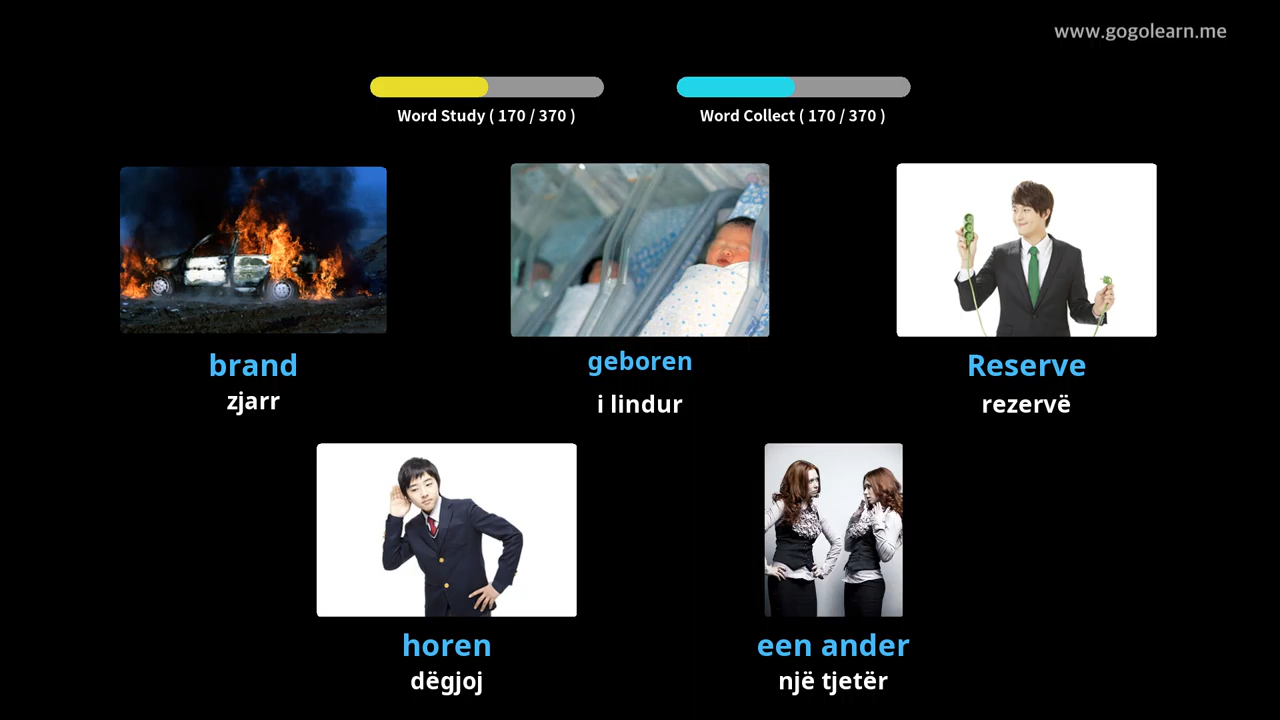 www.gogolearn.me
Word Study ( 170 / 370 )
Word Collect ( 170 / 370 )
brand
zjarr
geboren
i lindur
Reserve
rezervë
horen
dëgjoj
een ander
një tjetër